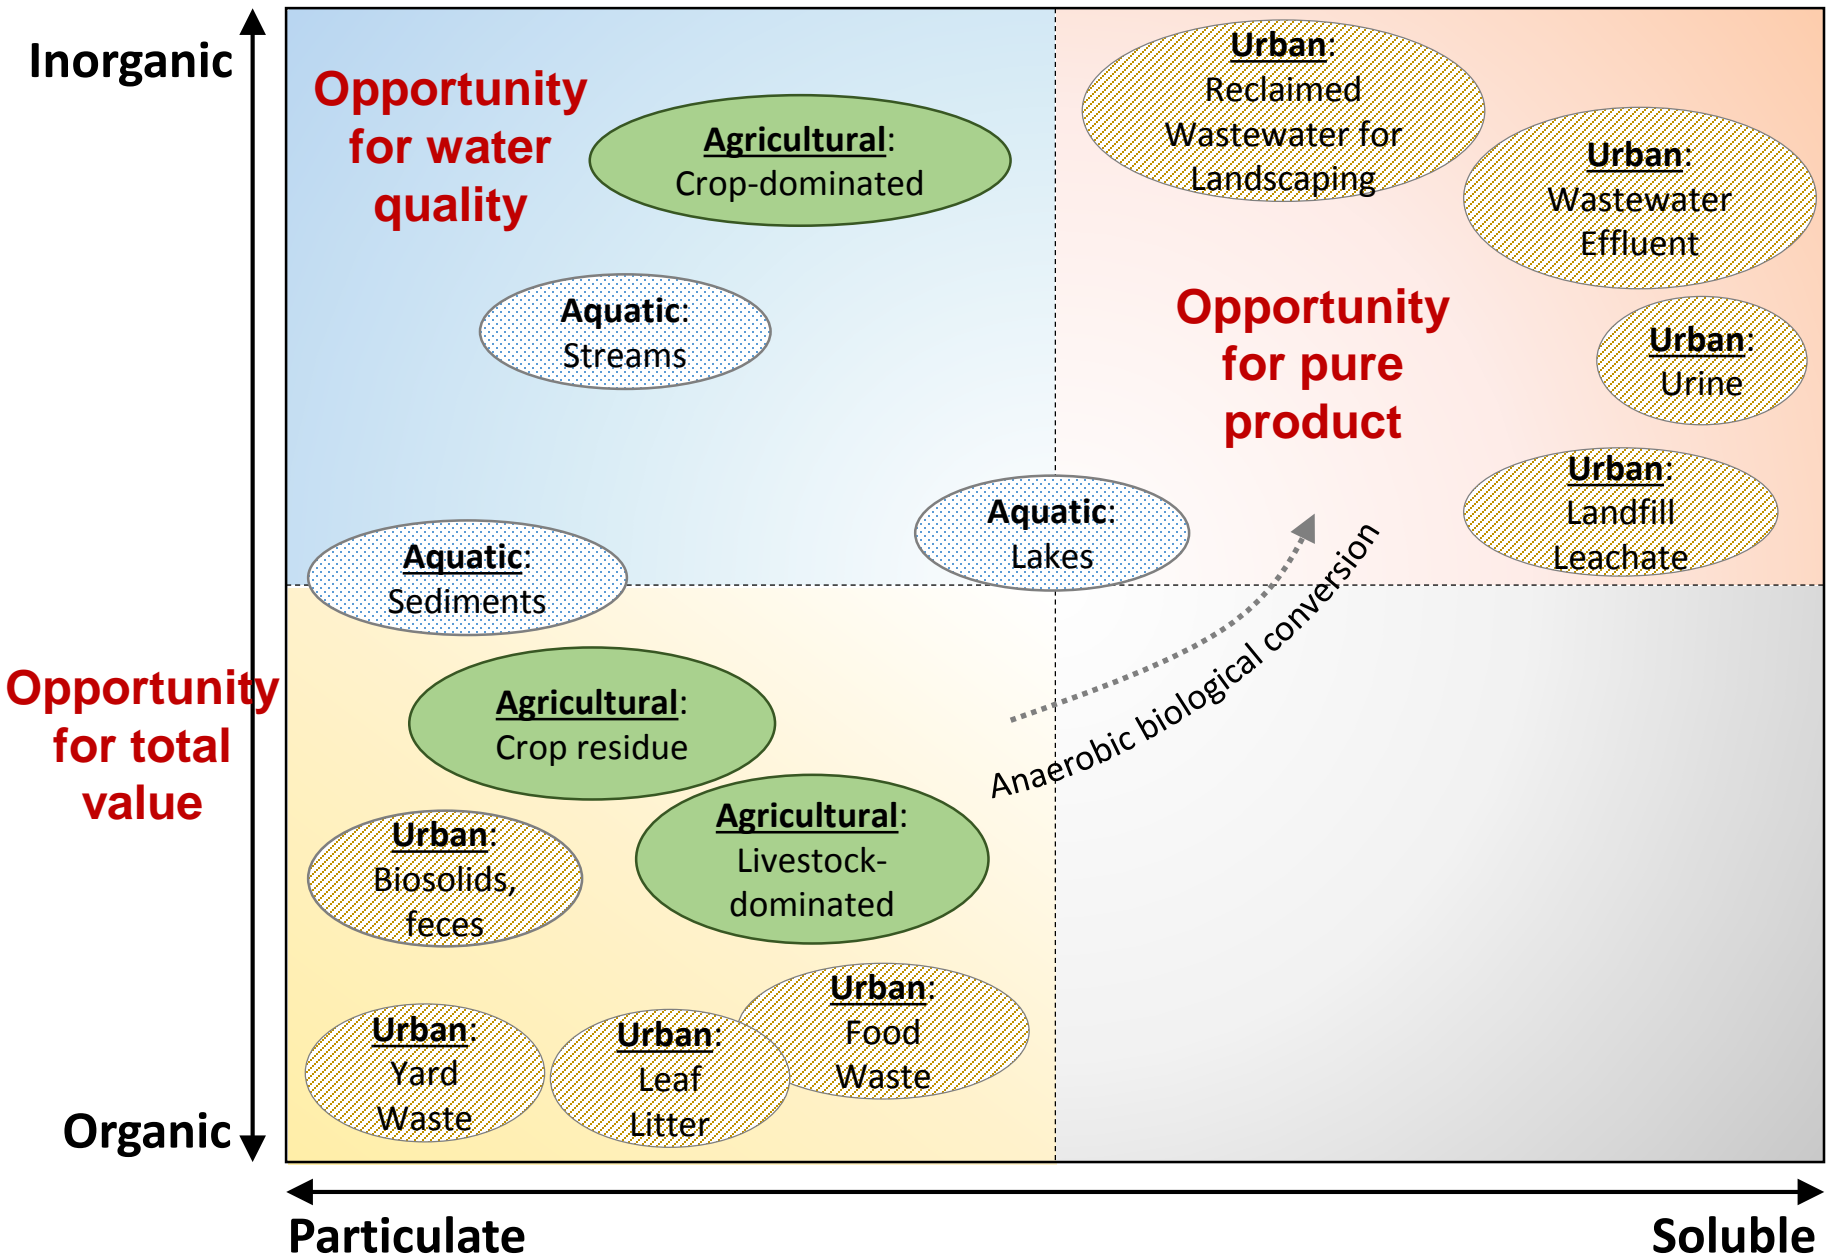 Inorganic
Opportunity
for water
quality
Agricultural:
Crop-dominated
Urban:
Reclaimed
Wastewater for
Landscaping
Urban:
Wastewater
Effluent
Aquatic:
Streams
Opportunity
for pure
product
Urban:
Urine
Aquatic:
Lakes
Urban:
Landfill
Leachate
Aquatic:
Sediments
Opportunity
for total
value
Agricultural:
Crop residue
Anaerobic biological conversion
Agricultural:
Livestock-
dominated
Urban:
Biosolids,
feces
Urban:
Food
Waste
Urban:
Yard
Waste
Urban:
Leaf
Litter
Organic
Particulate
Soluble